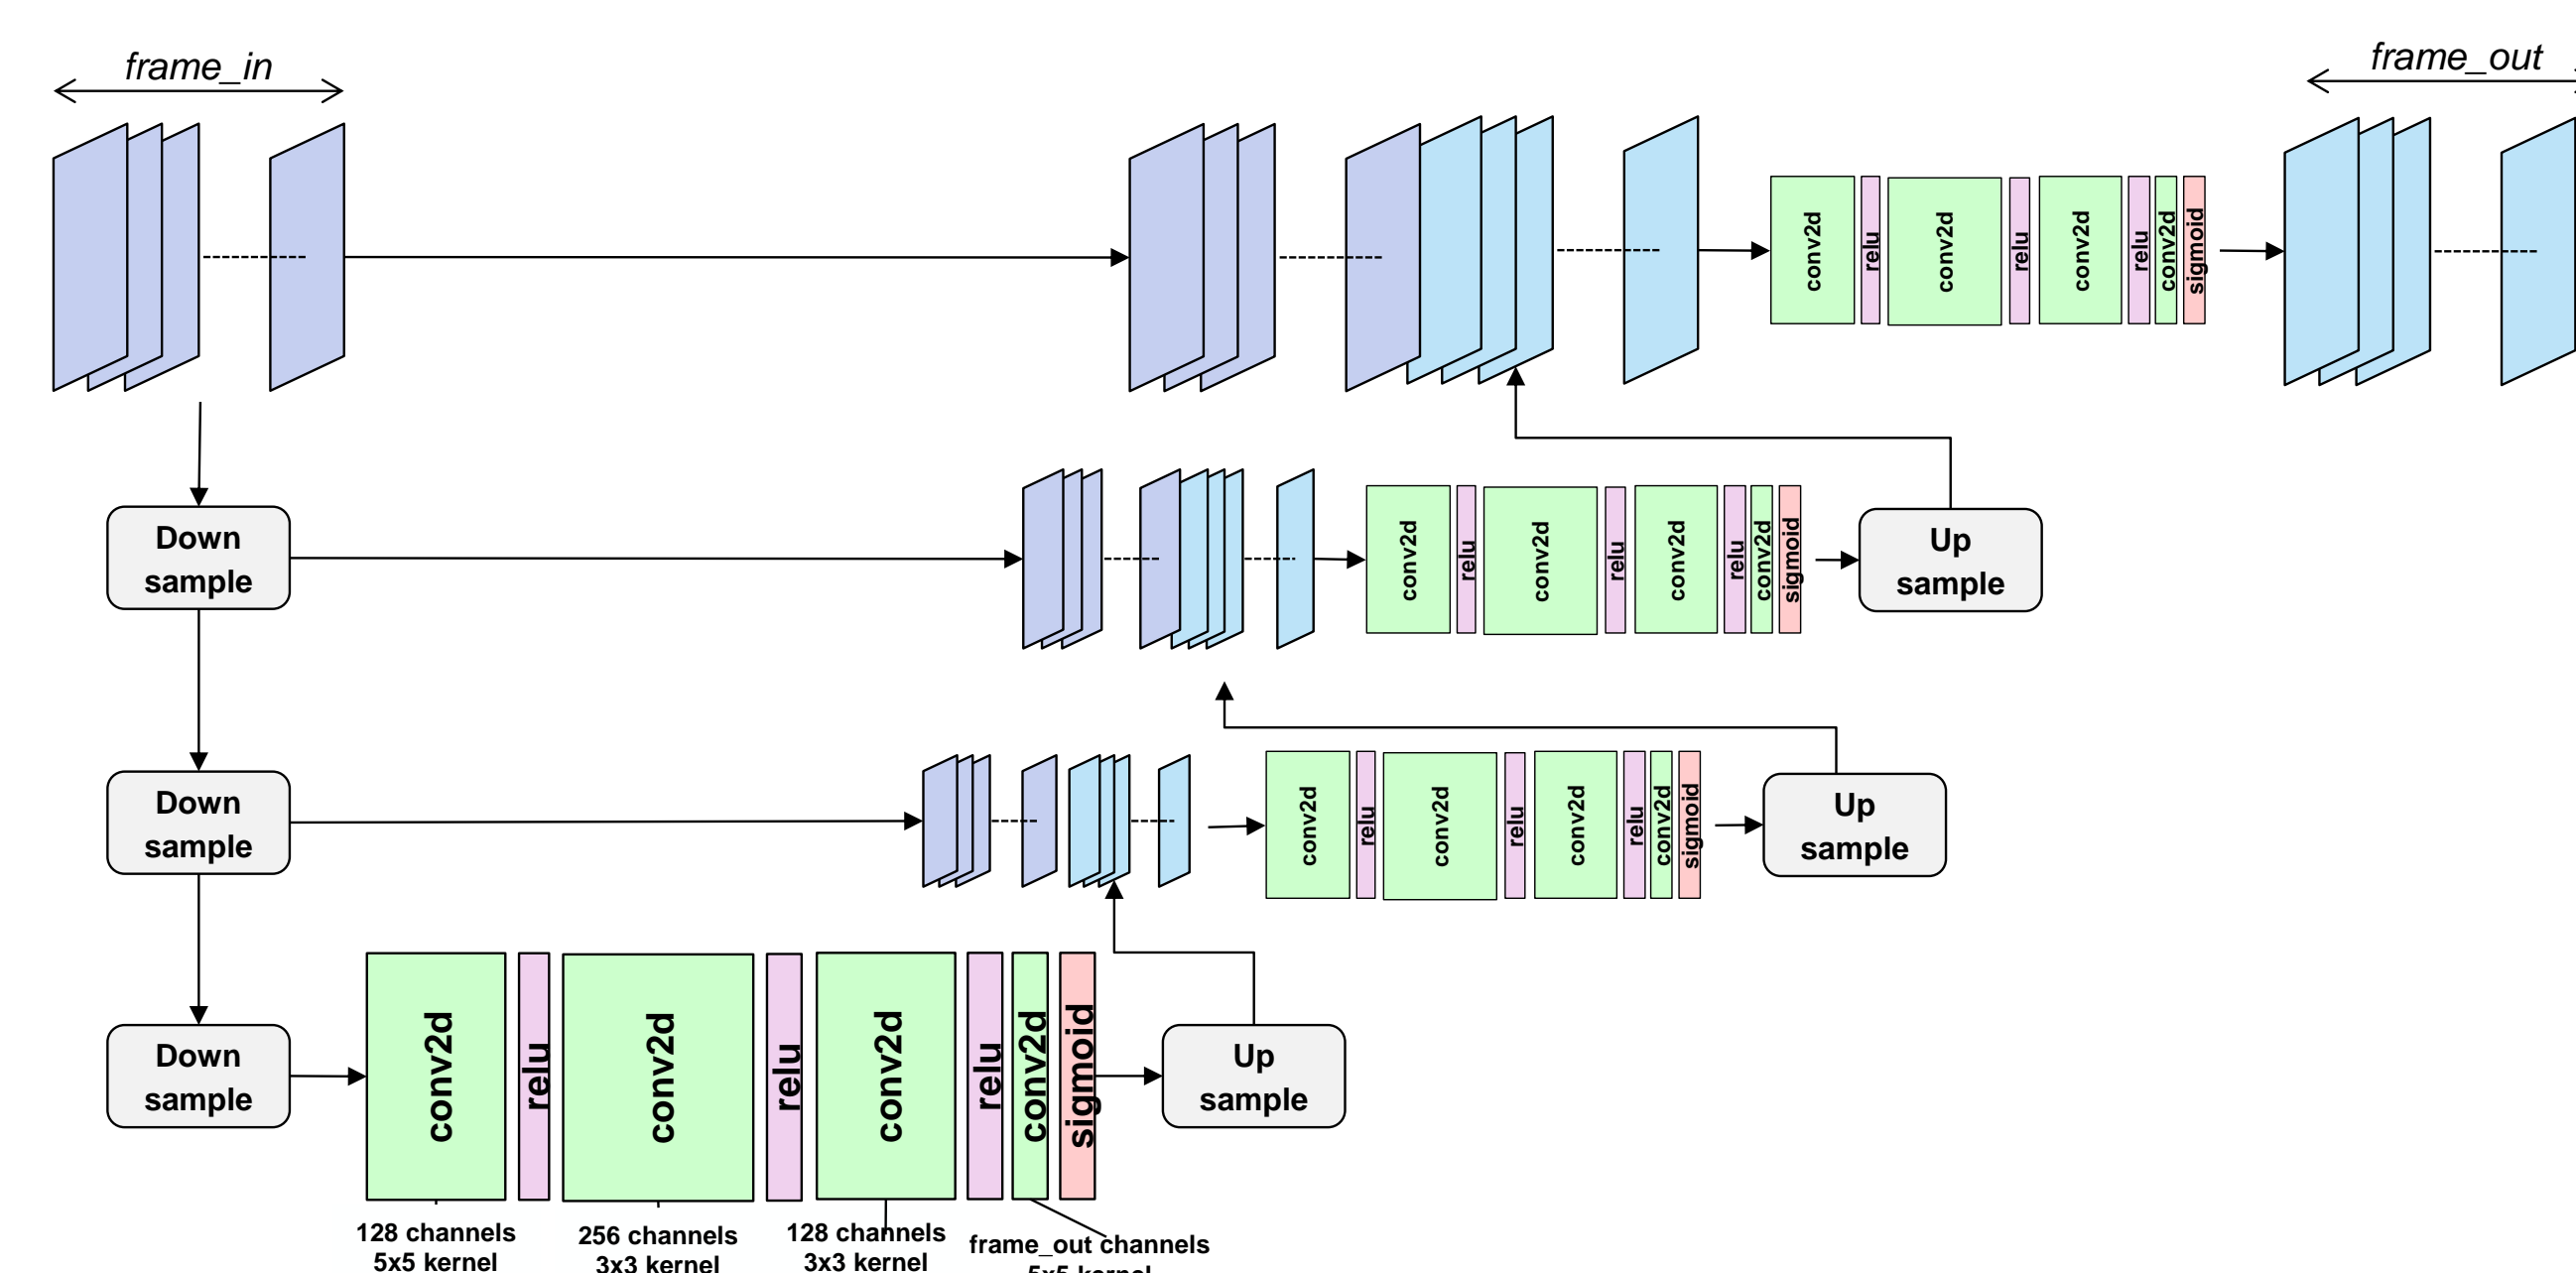 frame_in
frame_out
conv2d
relu
conv2d
relu
conv2d
relu
conv2d
sigmoid
Down
sample
conv2d
relu
conv2d
relu
conv2d
relu
conv2d
sigmoid
Up
sample
Down
sample
conv2d
relu
conv2d
relu
conv2d
relu
conv2d
sigmoid
Up
sample
Down
sample
conv2d
relu
conv2d
relu
conv2d
relu
conv2d
sigmoid
Up
sample
128 channels
5x5 kernel
256 channels
3x3 kernel
128 channels
3x3 kernel
frame_out channels
5x5 kernel